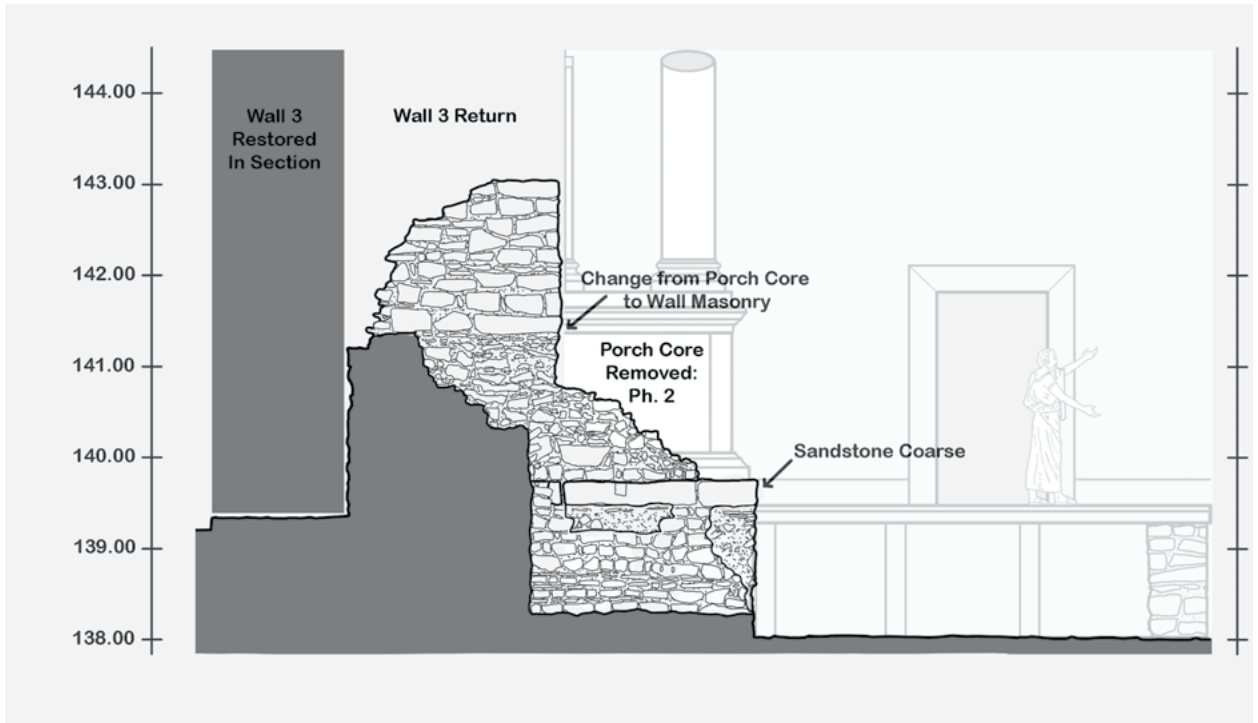 144.00
143.00
142.00
141.00
140.00
139.00
138.00
Wall 3
Restored
In Section
Wall 3 Return
Change from Porch Core
to Wall Masonry
Porch Core
Removed:
Ph. 2
Sandstone Coarse